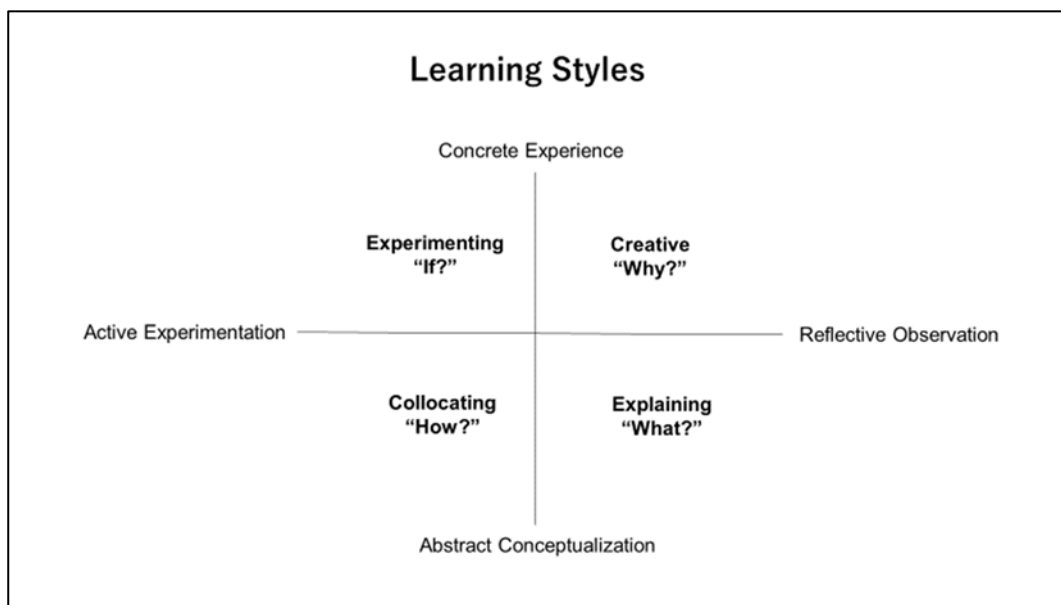 Learning Styles
Concrete Experience
Experimenting
“If?”
Creative
“Why?”
Active Experimentation
Reflective Observation
Collocating
“How?”
Explaining
“What?”
Abstract Conceptualization